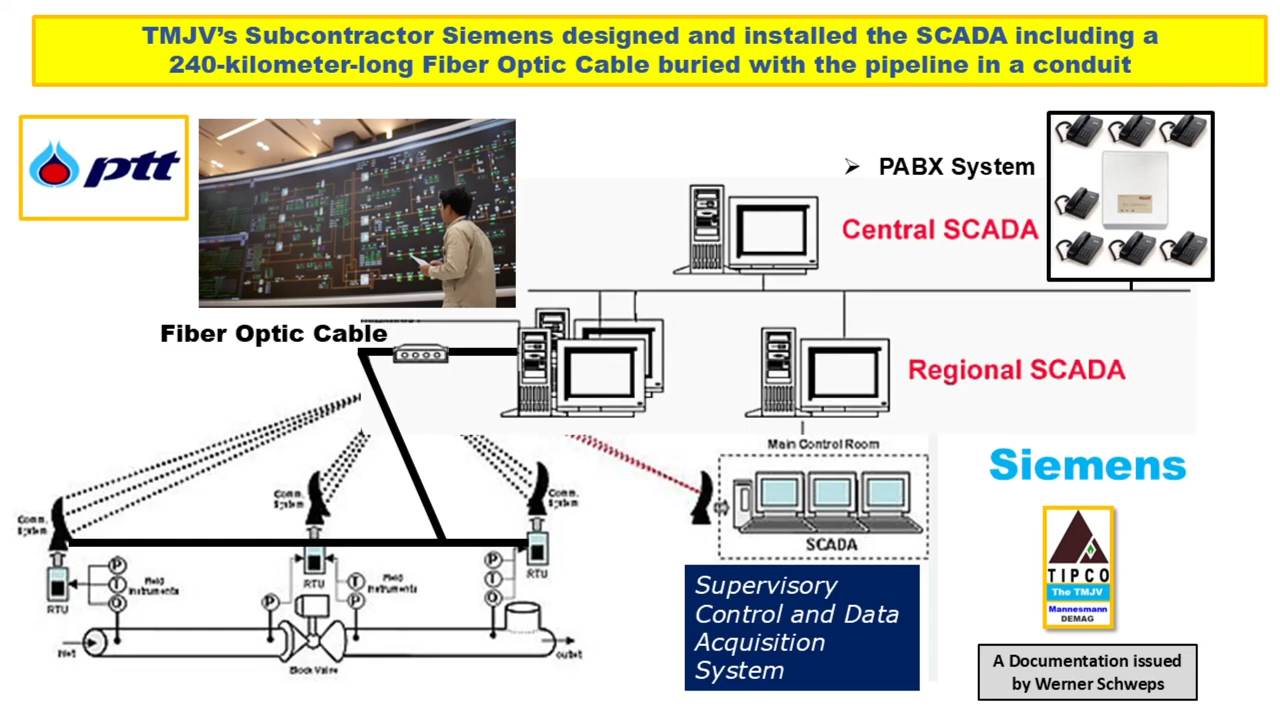 TMJV's Subcontractor Siemens designed and installed the SCADA including a
240-kilometer-long Fiber Optic Cable buried with the pipeline in a conduit
ptt
➢ PABX System
Central SCADA
Fiber Optic Cable
Regional SCADA
Main Control Room
Siemens
Comm.
System
Comm.
System
Comm.
System
SCADA
RTU
P
T
Q
Field
Instruments
RTU
P
T
P
Field
Instruments
P
T
Q
RTU
Inlet
Block Valve
outlet
Supervisory
Control and Data
Acquisition
System
TIPCO
The TMJV
Mannesmann
DEMAG
A Documentation issued
by Werner Schweps